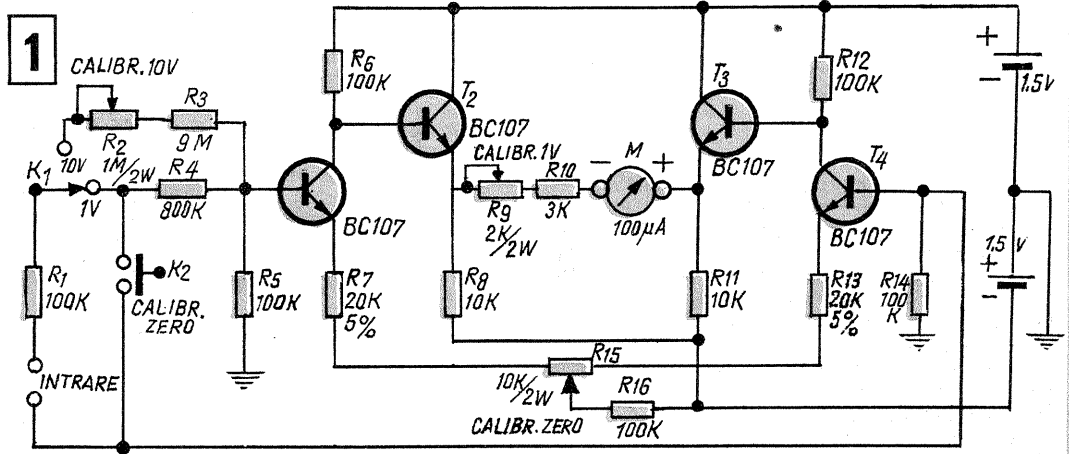 1
CALIBR. 10V
R2
1M/2W
R3
9M
10V
K1
1V
R4
800K
R1
100K
K2
CALIBR.
ZERO
INTRARE
R5
100K
R6
100K
BC107
R7
20K
5%
T2
BC107
CALIBR. 1V
R9
2K/2W
R10
3K
R8
10K
- M +
100µA
T3
BC107
R11
10K
R12
100K
T4
BC107
R13
20K
5%
R14
100
K
R15
10K/2W
CALIBR. ZERO
R16
100K
+
-
1.5V
1.5 V
+
-